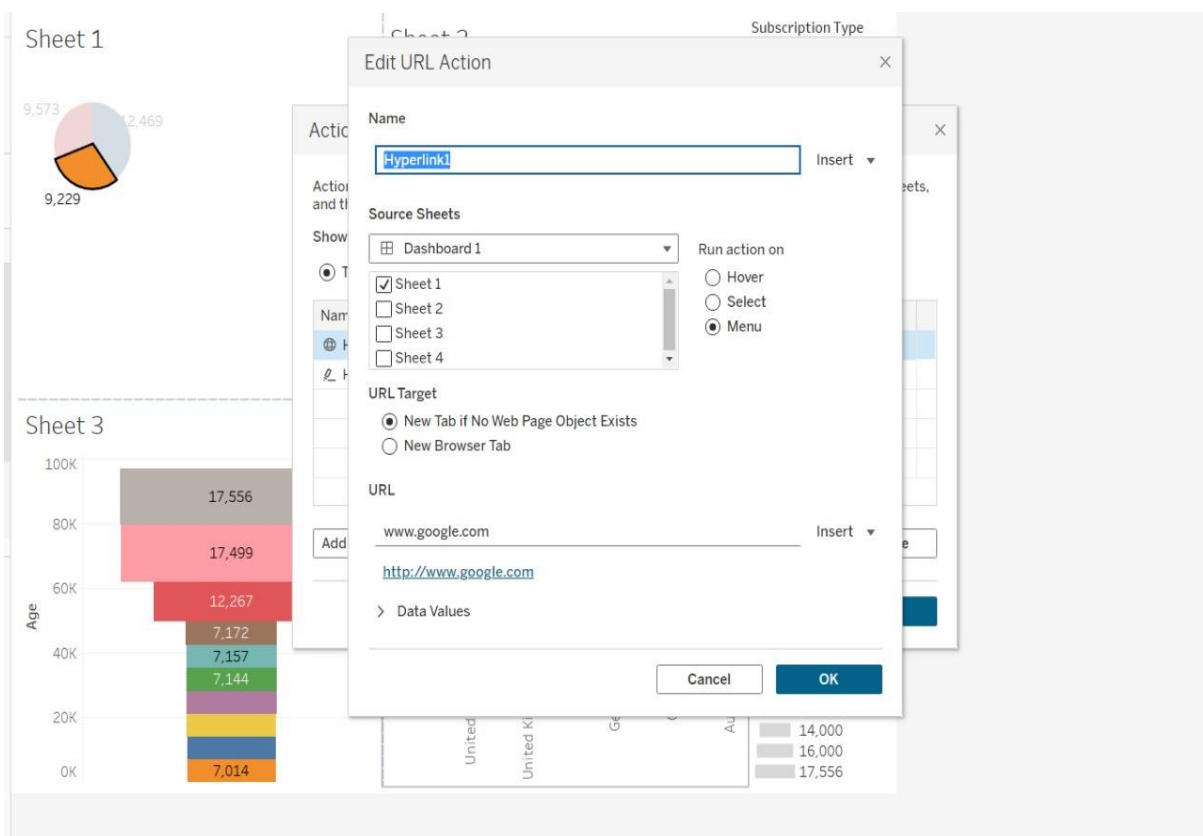 Sheet 1
Subscription Type
9,573
12,469
9,229
Edit URL Action
Name
Hyperlink1
Insert
Source Sheets
Dashboard 1
Run action on
Sheet 1
Hover
Sheet 2
Select
Sheet 3
Menu
Sheet 4
URL Target
New Tab if No Web Page Object Exists
New Browser Tab
URL
www.google.com
Insert
http://www.google.com
Data Values
Cancel
OK
and
Show
Add
Sheet 3
Age
100K
80K
60K
40K
20K
0K
17,556
17,499
12,267
7,172
7,157
7,144
7,014
United
United
14,000
16,000
17,556